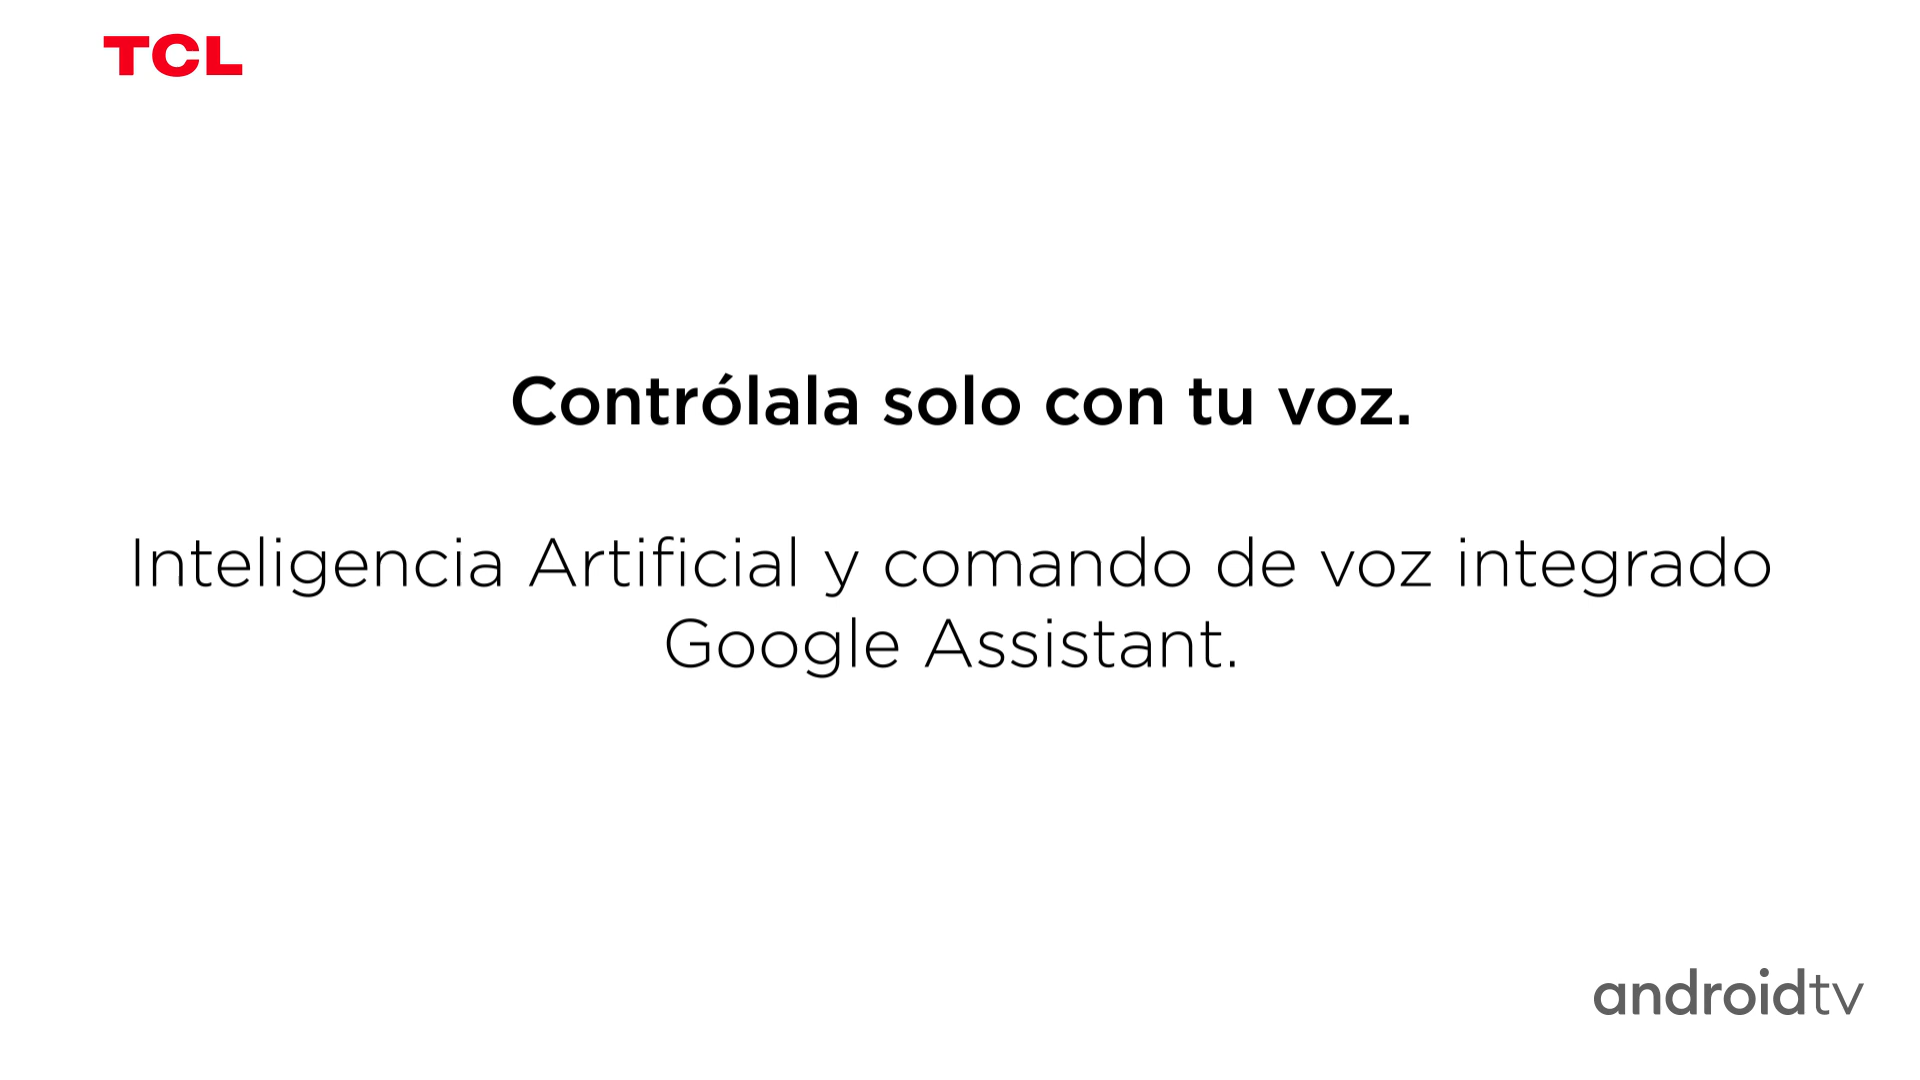 TCL
Contrólala solo con tu voz.
Inteligencia Artificial y comando de voz integrado
Google Assistant.
androidtv